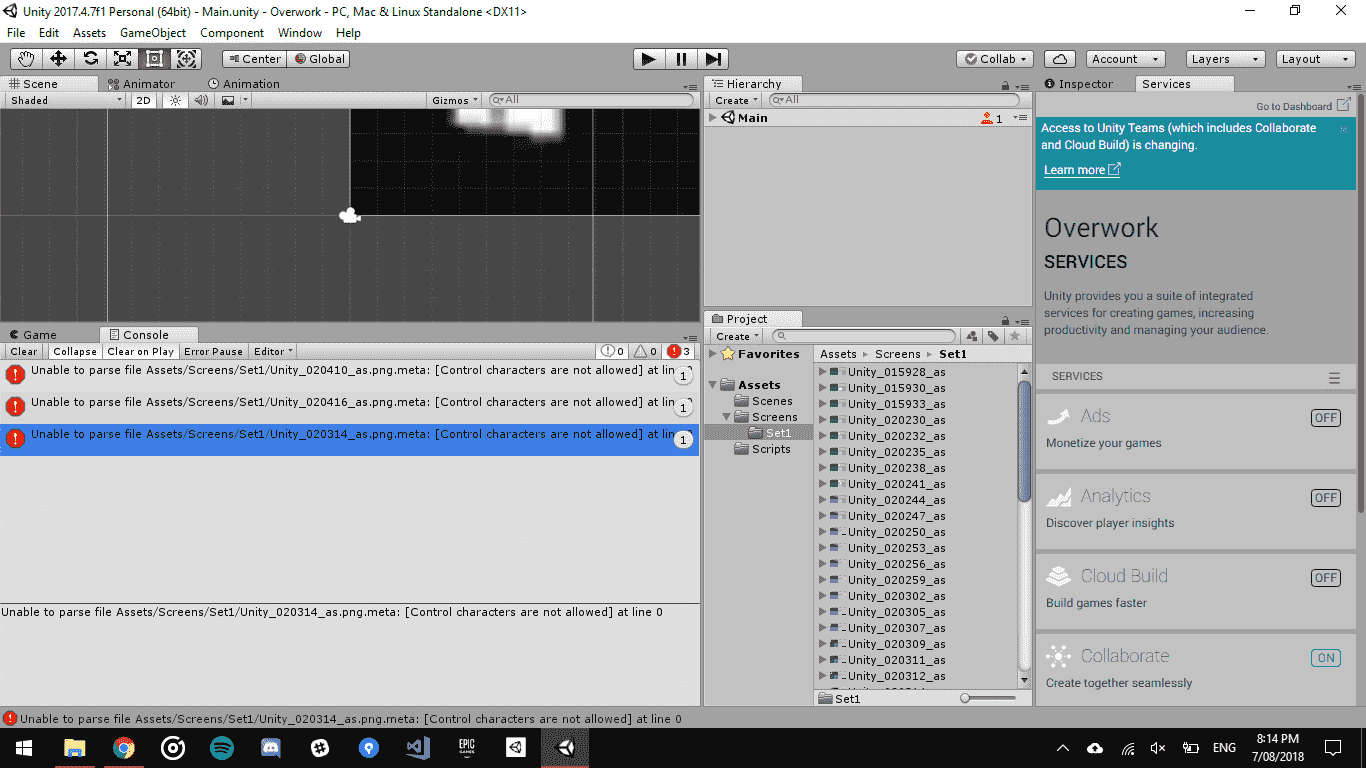 Unity 2017.4.7f1 Personal (64bit) - Main.unity - Overwork - PC, Mac & Linux Standalone <DX11>
File Edit Assets GameObject Component Window Help
Center Global Collab Account Layers Layout
Scene Animator Animation
Shaded 2D Gizmos All
Hierarchy
Create All
Main 1
Inspector Services
Go to Dashboard
Access to Unity Teams (which includes Collaborate
and Cloud Build) is changing.
Learn more
Overwork
SERVICES
Unity provides you a suite of integrated
services for creating games, increasing
productivity and managing your audience.
SERVICES
Ads OFF
Monetize your games
Analytics OFF
Discover player insights
Cloud Build OFF
Build games faster
Collaborate ON
Create together seamlessly
Game Console
Clear Collapse Clear on Play Error Pause Editor 0 0 3
Unable to parse file Assets/Screens/Set1/Unity_020410_as.png.meta: [Control characters are not allowed] at line 0
1
Unable to parse file Assets/Screens/Set1/Unity_020416_as.png.meta: [Control characters are not allowed] at line 0
1
Unable to parse file Assets/Screens/Set1/Unity_020314_as.png.meta: [Control characters are not allowed] at line 0
1
Unable to parse file Assets/Screens/Set1/Unity_020314_as.png.meta: [Control characters are not allowed] at line 0
Project
Create
Favorites
Assets
Scenes
Screens
Set1
Scripts
Assets Screens Set1
Unity_015928_as
Unity_015930_as
Unity_015933_as
Unity_020230_as
Unity_020232_as
Unity_020235_as
Unity_020238_as
Unity_020241_as
Unity_020244_as
Unity_020247_as
Unity_020250_as
Unity_020253_as
Unity_020256_as
Unity_020259_as
Unity_020302_as
Unity_020305_as
Unity_020307_as
Unity_020309_as
Unity_020311_as
Unity_020312_as
Set1
Unable to parse file Assets/Screens/Set1/Unity_020314_as.png.meta: [Control characters are not allowed] at line 0
EPIC
GAMES
ENG
8:14 PM
7/08/2018